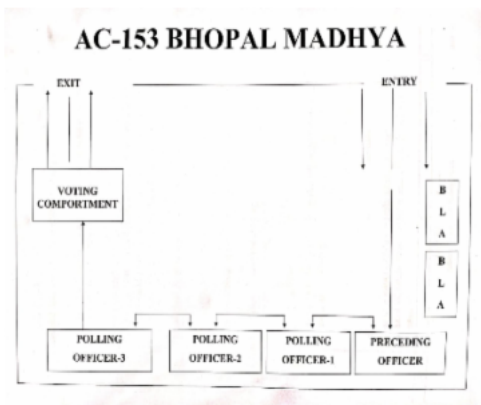 AC-153 BHOPAL MADHYA
EXIT
ENTRY
VOTING
COMPORTMENT
B
L
A
B
L
A
POLLING
OFFICER-3
POLLING
OFFICER-2
POLLING
OFFICER-1
PRECEDING
OFFICER